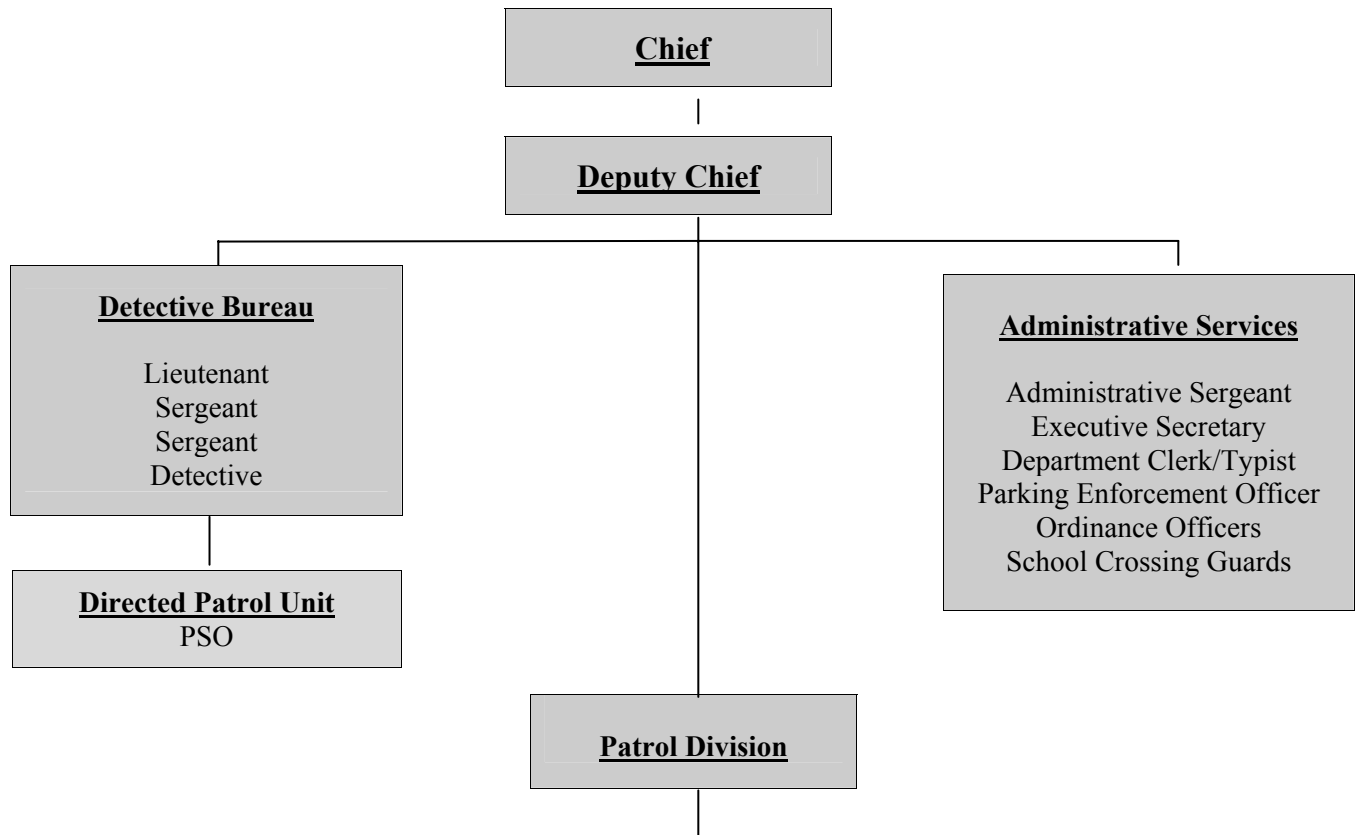 Chief
Deputy Chief
Detective Bureau
Lieutenant
Sergeant
Sergeant
Detective
Administrative Services
Administrative Sergeant
Executive Secretary
Department Clerk/Typist
Parking Enforcement Officer
Ordinance Officers
School Crossing Guards
Directed Patrol Unit
PSO
Patrol Division